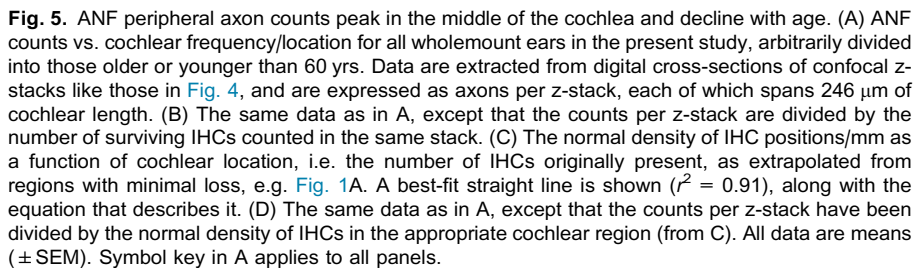 Fig. 5. ANF peripheral axon counts peak in the middle of the cochlea and decline with age. (A) ANF
counts vs. cochlear frequency/location for all wholemount ears in the present study, arbitrarily divided
into those older or younger than 60 yrs. Data are extracted from digital cross-sections of confocal z-
stacks like those in Fig. 4, and are expressed as axons per z-stack, each of which spans 246 μm of
cochlear length. (B) The same data as in A, except that the counts per z-stack are divided by the
number of surviving IHCs counted in the same stack. (C) The normal density of IHC positions/mm as
a function of cochlear location, i.e. the number of IHCs originally present, as extrapolated from
regions with minimal loss, e.g. Fig. 1A. A best-fit straight line is shown (r² = 0.91), along with the
equation that describes it. (D) The same data as in A, except that the counts per z-stack have been
divided by the normal density of IHCs in the appropriate cochlear region (from C). All data are means
(±SEM). Symbol key in A applies to all panels.